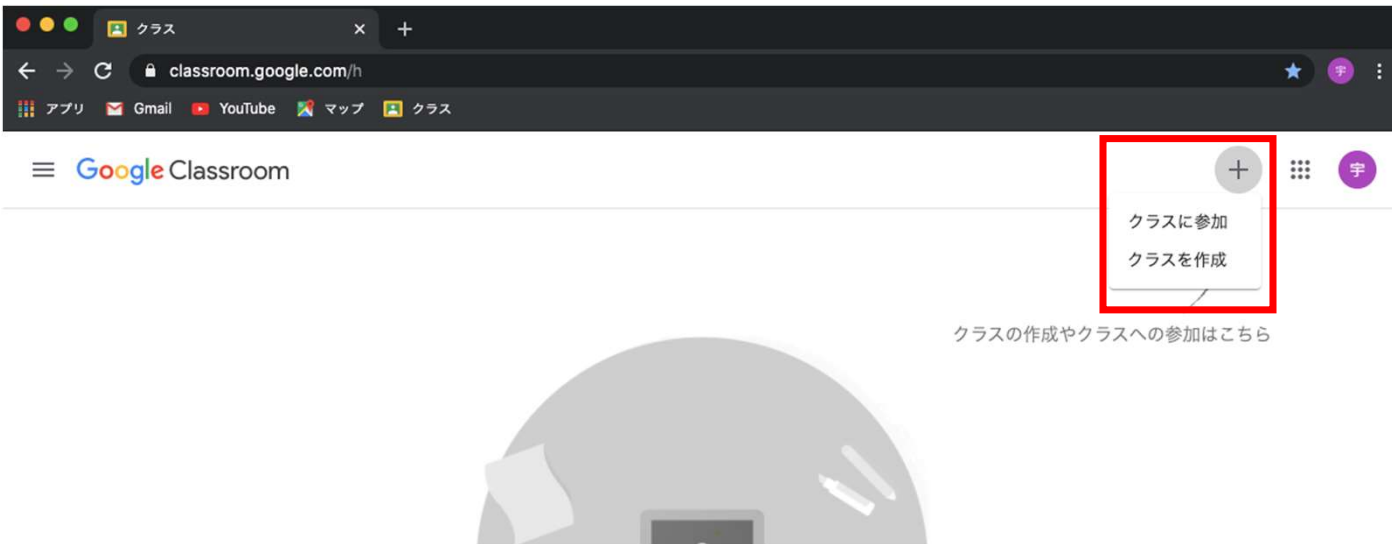 クラス
classroom.google.com/h
宇
アプリ Gmail YouTube マップ クラス
Google Classroom
宇
クラスに参加
クラスを作成
クラスの作成やクラスへの参加はこちら